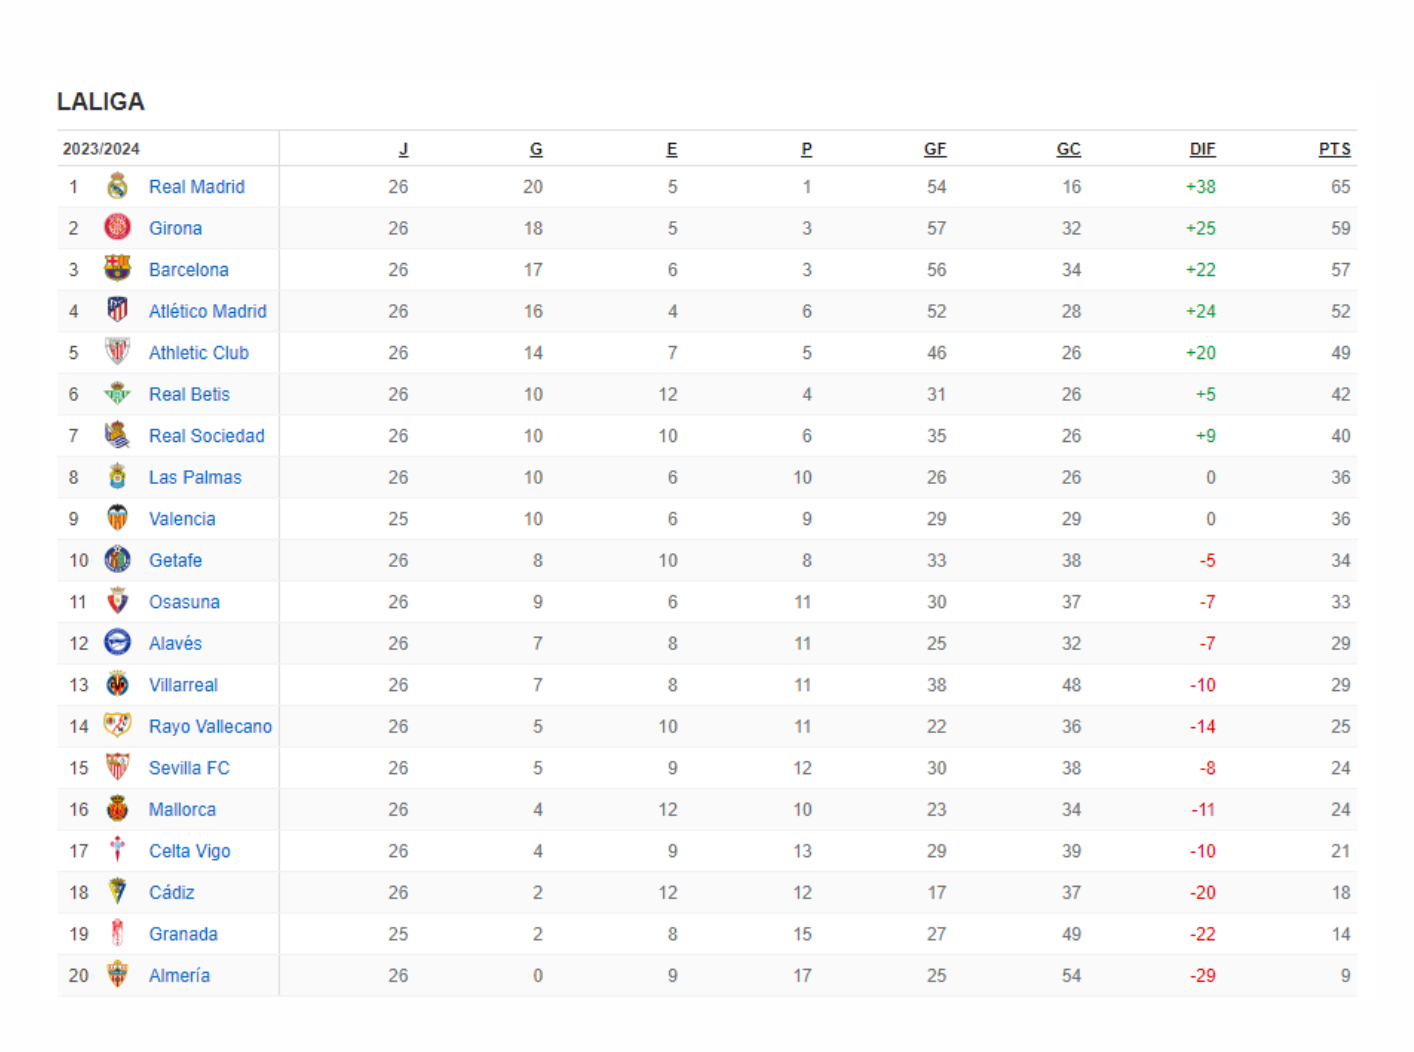 LALIGA
2023/2024 J G E P GF GC DIF PTS
1 Real Madrid 26 20 5 1 54 16 +38 65
2 Girona 26 18 5 3 57 32 +25 59
3 Barcelona 26 17 6 3 56 34 +22 57
4 Atlético Madrid 26 16 4 6 52 28 +24 52
5 Athletic Club 26 14 7 5 46 26 +20 49
6 Real Betis 26 10 12 4 31 26 +5 42
7 Real Sociedad 26 10 10 6 35 26 +9 40
8 Las Palmas 26 10 6 10 26 26 0 36
9 Valencia 25 10 6 9 29 29 0 36
10 Getafe 26 8 10 8 33 38 -5 34
11 Osasuna 26 9 6 11 30 37 -7 33
12 Alavés 26 7 8 11 25 32 -7 29
13 Villarreal 26 7 8 11 38 48 -10 29
14 Rayo Vallecano 26 5 10 11 22 36 -14 25
15 Sevilla FC 26 5 9 12 30 38 -8 24
16 Mallorca 26 4 12 10 23 34 -11 24
17 Celta Vigo 26 4 9 13 29 39 -10 21
18 Cádiz 26 2 12 12 17 37 -20 18
19 Granada 25 2 8 15 27 49 -22 14
20 Almería 26 0 9 17 25 54 -29 9